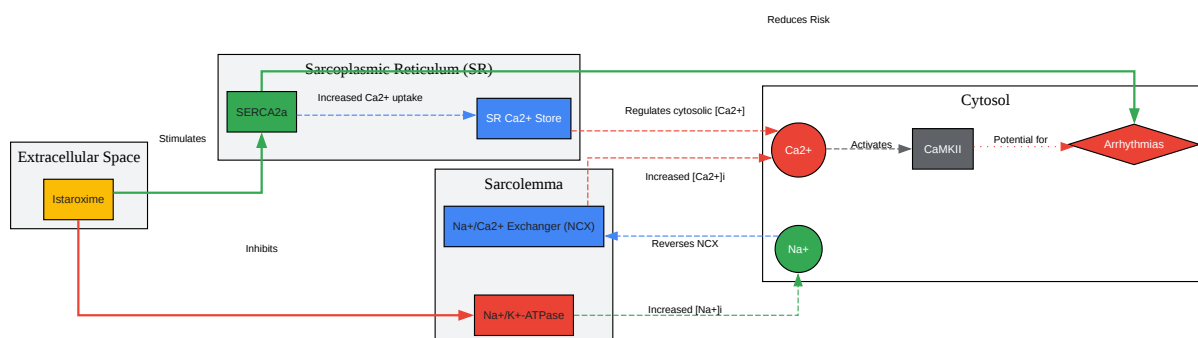 Reduces Risk
Sarcoplasmic Reticulum (SR)
Increased Ca2+ uptake
SERCA2a
SR Ca2+ Store
Regulates cytosolic [Ca2+]
Cytosol
Stimulates
Ca2+
Activates
CaMKII
Potential for
Arrhythmias
Extracellular Space
Istaroxime
Sarcolemma
Increased [Ca2+]i
Na+/Ca2+ Exchanger (NCX)
Reverses NCX
Na+
Inhibits
Na+/K+-ATPase
Increased [Na+]i